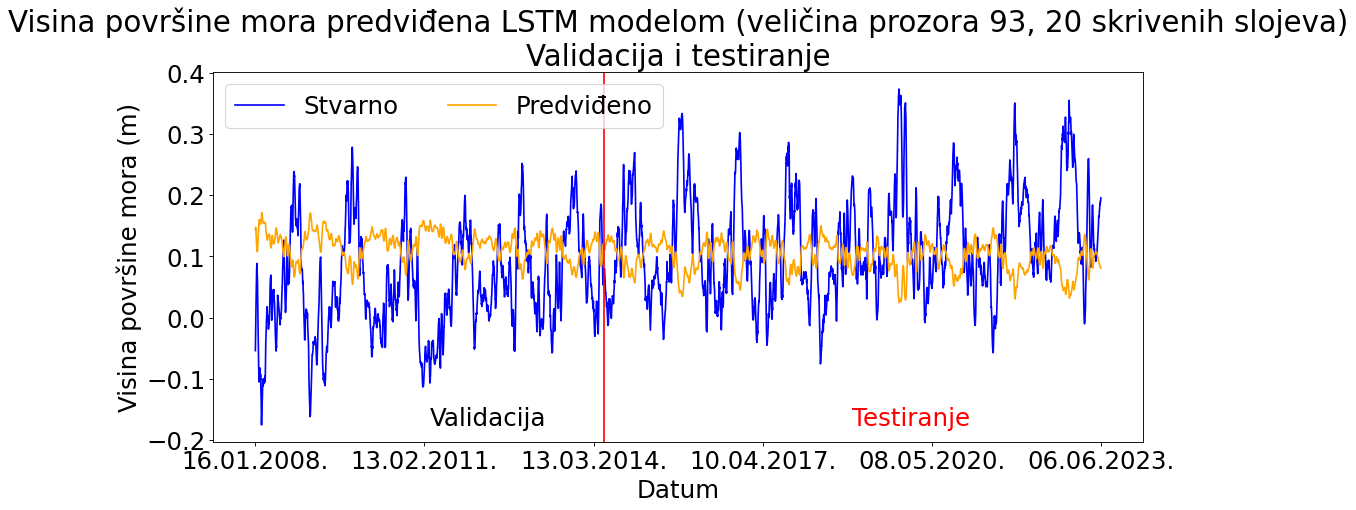 Visina površine mora predviđena LSTM modelom (veličina prozora 93, 20 skrivenih slojeva)
Validacija i testiranje
Stvarno
Predviđeno
Visina površine mora (m)
0.4
0.3
0.2
0.1
0.0
−0.1
−0.2
Validacija
Testiranje
16.01.2008.
13.02.2011.
13.03.2014.
10.04.2017.
08.05.2020.
06.06.2023.
Datum